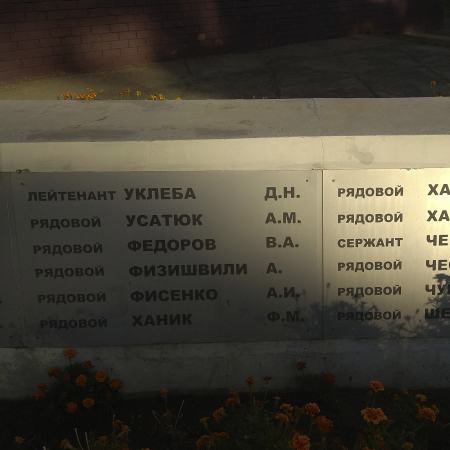 ЛЕЙТЕНАНТ УКЛЕБА Д.Н.
РЯДОВОЙ УСАТЮК А.М.
РЯДОВОЙ ФЕДОРОВ В.А.
РЯДОВОЙ ФИЗИШВИЛИ А.
РЯДОВОЙ ФИСЕНКО А.И.
РЯДОВОЙ ХАНИК Ф.М.
РЯДОВОЙ
РЯДОВОЙ
СЕРЖАНТ
РЯДОВОЙ
РЯДОВОЙ
РЯДОВОЙ